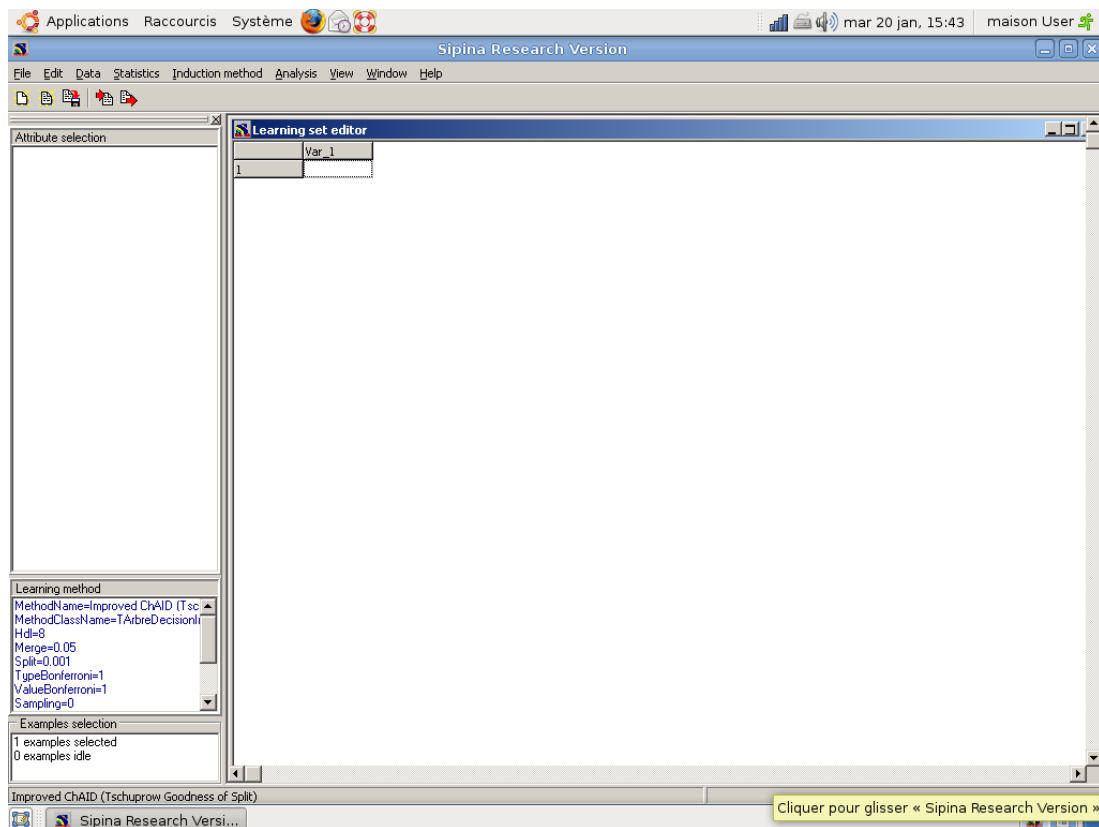 Applications Raccourcis Système mar 20 jan, 15:43 maison User
Sipina Research Version
File Edit Data Statistics Induction method Analysis View Window Help
Attribute selection
Learning set editor
Var_1
1
Learning method
MethodName=Improved ChAID (Tsc
MethodClassName=TArbreDecisionI
Hdl=8
Merge=0.05
Split=0.001
TypeBonferroni=1
ValueBonferroni=1
Sampling=0
Examples selection
1 examples selected
0 examples idle
Improved ChAID (Tschuprow Goodness of Split)
Cliquer pour glisser « Sipina Research Version »
Sipina Research Versi...